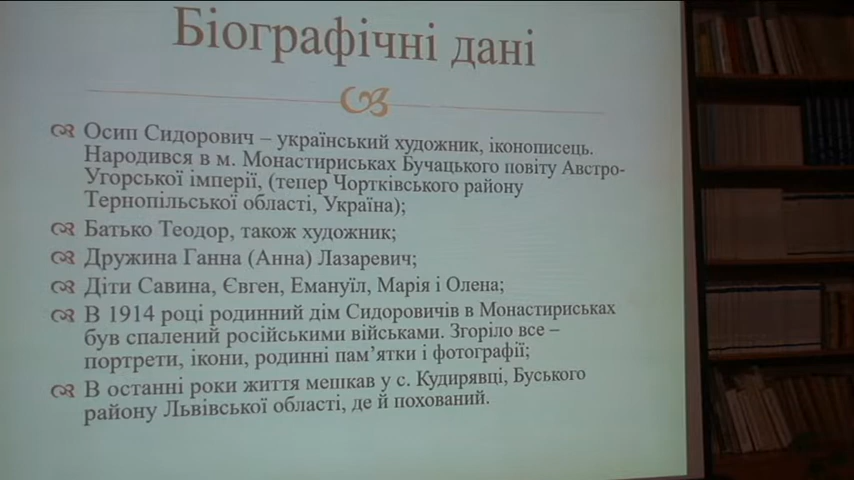 Біографічні дані
Осип Сидорович – український художник, іконописець.
Народився в м. Монастириськах Бучацького повіту Австро-
Угорської імперії, (тепер Чортківського району
Тернопільської області, Україна);
Батько Теодор, також художник;
Дружина Ганна (Анна) Лазаревич;
Діти Савина, Євген, Емануїл, Марія і Олена;
В 1914 році родинний дім Сидоровичів в Монастириськах
був спалений російськими військами. Згоріло все –
портрети, ікони, родинні пам’ятки і фотографії;
В останні роки життя мешкав у с. Кудирявці, Буського
району Львівської області, де й похований.